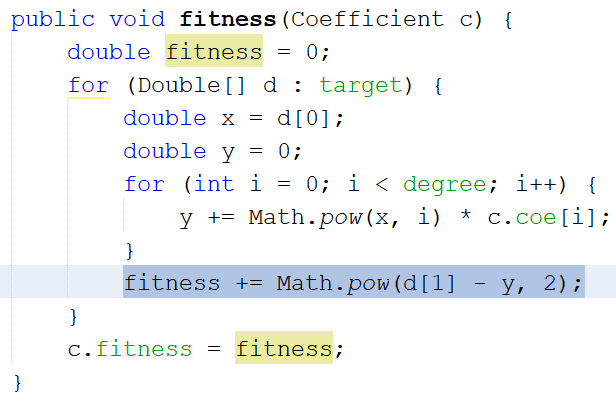 public void fitness(Coefficient c) {
    double fitness = 0;
    for (Double[] d : target) {
        double x = d[0];
        double y = 0;
        for (int i = 0; i < degree; i++) {
            y += Math.pow(x, i) * c.coe[i];
        }
        fitness += Math.pow(d[1] - y, 2);
    }
    c.fitness = fitness;
}